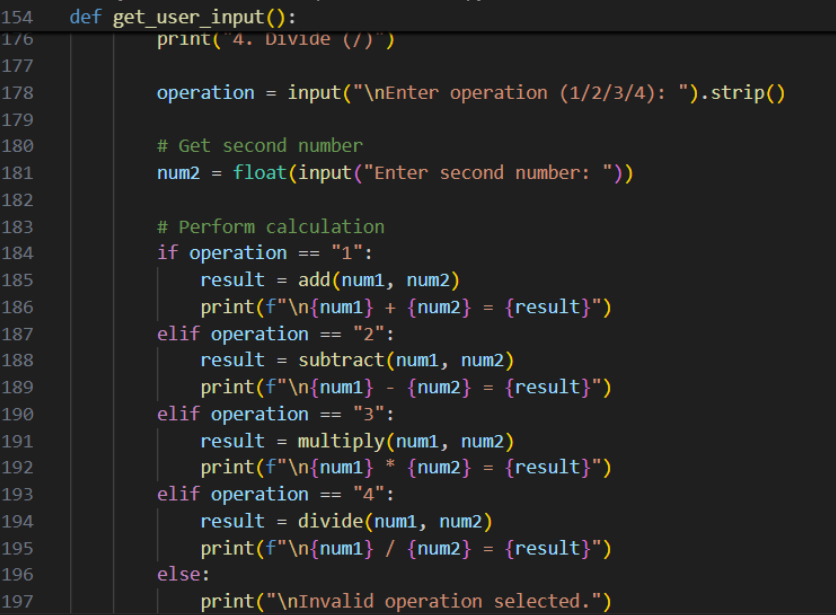 154 def get_user_input():
176         print("4. Divide (/)")
177
178         operation = input("\nEnter operation (1/2/3/4): ").strip()
179
180         # Get second number
181         num2 = float(input("Enter second number: "))
182
183         # Perform calculation
184         if operation == "1":
185             result = add(num1, num2)
186             print(f"\n{num1} + {num2} = {result}")
187         elif operation == "2":
188             result = subtract(num1, num2)
189             print(f"\n{num1} - {num2} = {result}")
190         elif operation == "3":
191             result = multiply(num1, num2)
192             print(f"\n{num1} * {num2} = {result}")
193         elif operation == "4":
194             result = divide(num1, num2)
195             print(f"\n{num1} / {num2} = {result}")
196         else:
197             print("\nInvalid operation selected.")